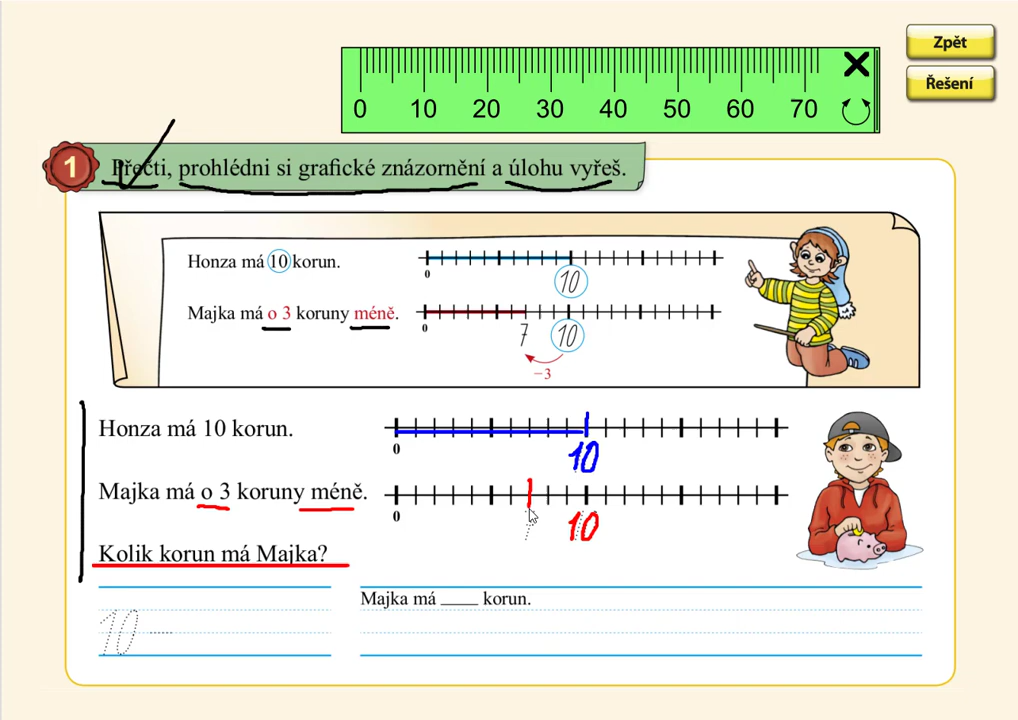 Zpět
Řešení
0 10 20 30 40 50 60 70
1 Přečti, prohlédni si grafické znázornění a úlohu vyřeš.
Honza má 10 korun.
0
10
Majka má o 3 koruny méně.
0
7 10
−3
Honza má 10 korun.
0
10
Majka má o 3 koruny méně.
0
10
Kolik korun má Majka?
Majka má ____ korun.
10